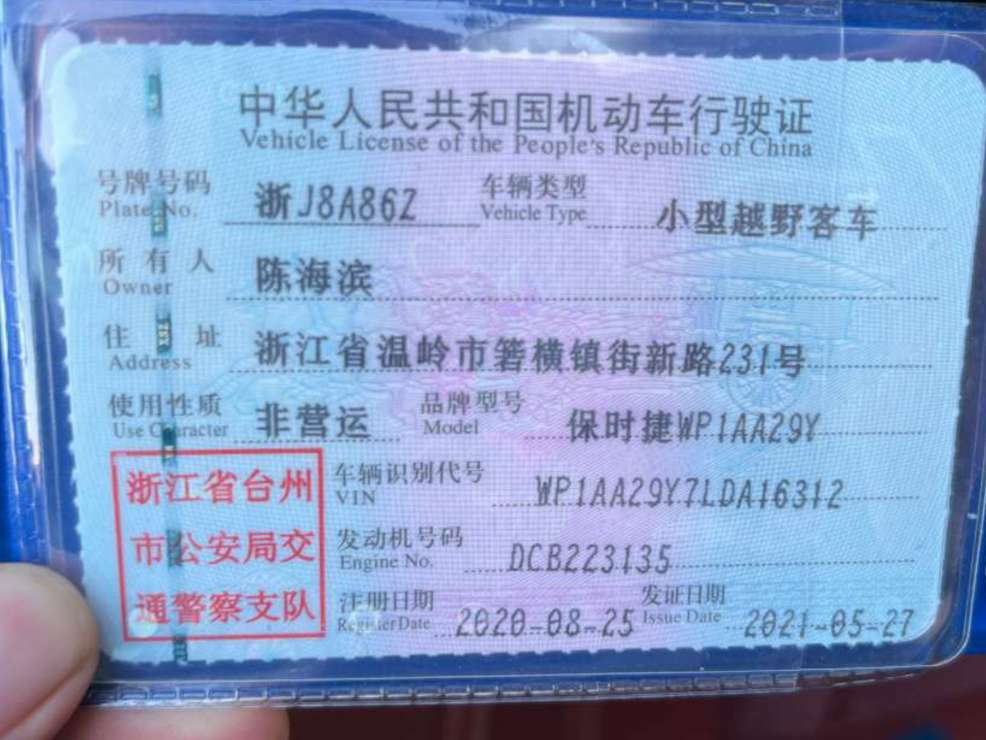 中华人民共和国机动车行驶证
Vehicle License of the People's Republic of China
号牌号码 浙J8A86Z 车辆类型 小型越野客车
Plate No. Vehicle Type
所有人 陈海滨
Owner
住址 浙江省温岭市箬横镇街新路231号
Address
使用性质 非营运 品牌型号 保时捷WP1AA29Y
Use Character Model
浙江省台州
市公安局交
通警察支队
车辆识别代号 WP1AA29Y7LDA16312
VIN
发动机号码 DCB223135
Engine No.
注册日期 2020-08-25 发证日期 2021-05-27
Register Date Issue Date